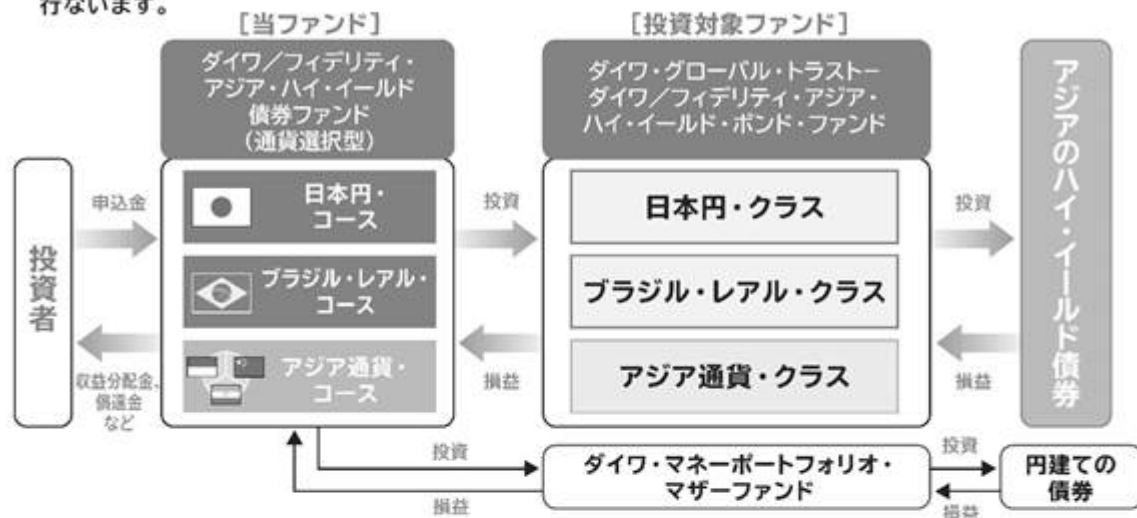 行ないます。
[当ファンド]
[投資対象ファンド]
ダイワ/フィデリティ・
アジア・ハイ・イールド
債券ファンド
(通貨選択型)
ダイワ・グローバル・トラスト−
ダイワ/フィデリティ・アジア・
ハイ・イールド・ボンド・ファンド
投資者
申込金
収益分配金、
償還金
など
日本円・
コース
ブラジル・レアル・
コース
アジア通貨・
コース
投資
損益
日本円・クラス
ブラジル・レアル・クラス
アジア通貨・クラス
投資
損益
アジアのハイ・イールド債券
投資
損益
ダイワ・マネーポートフォリオ・
マザーファンド
投資
損益
円建ての
債券